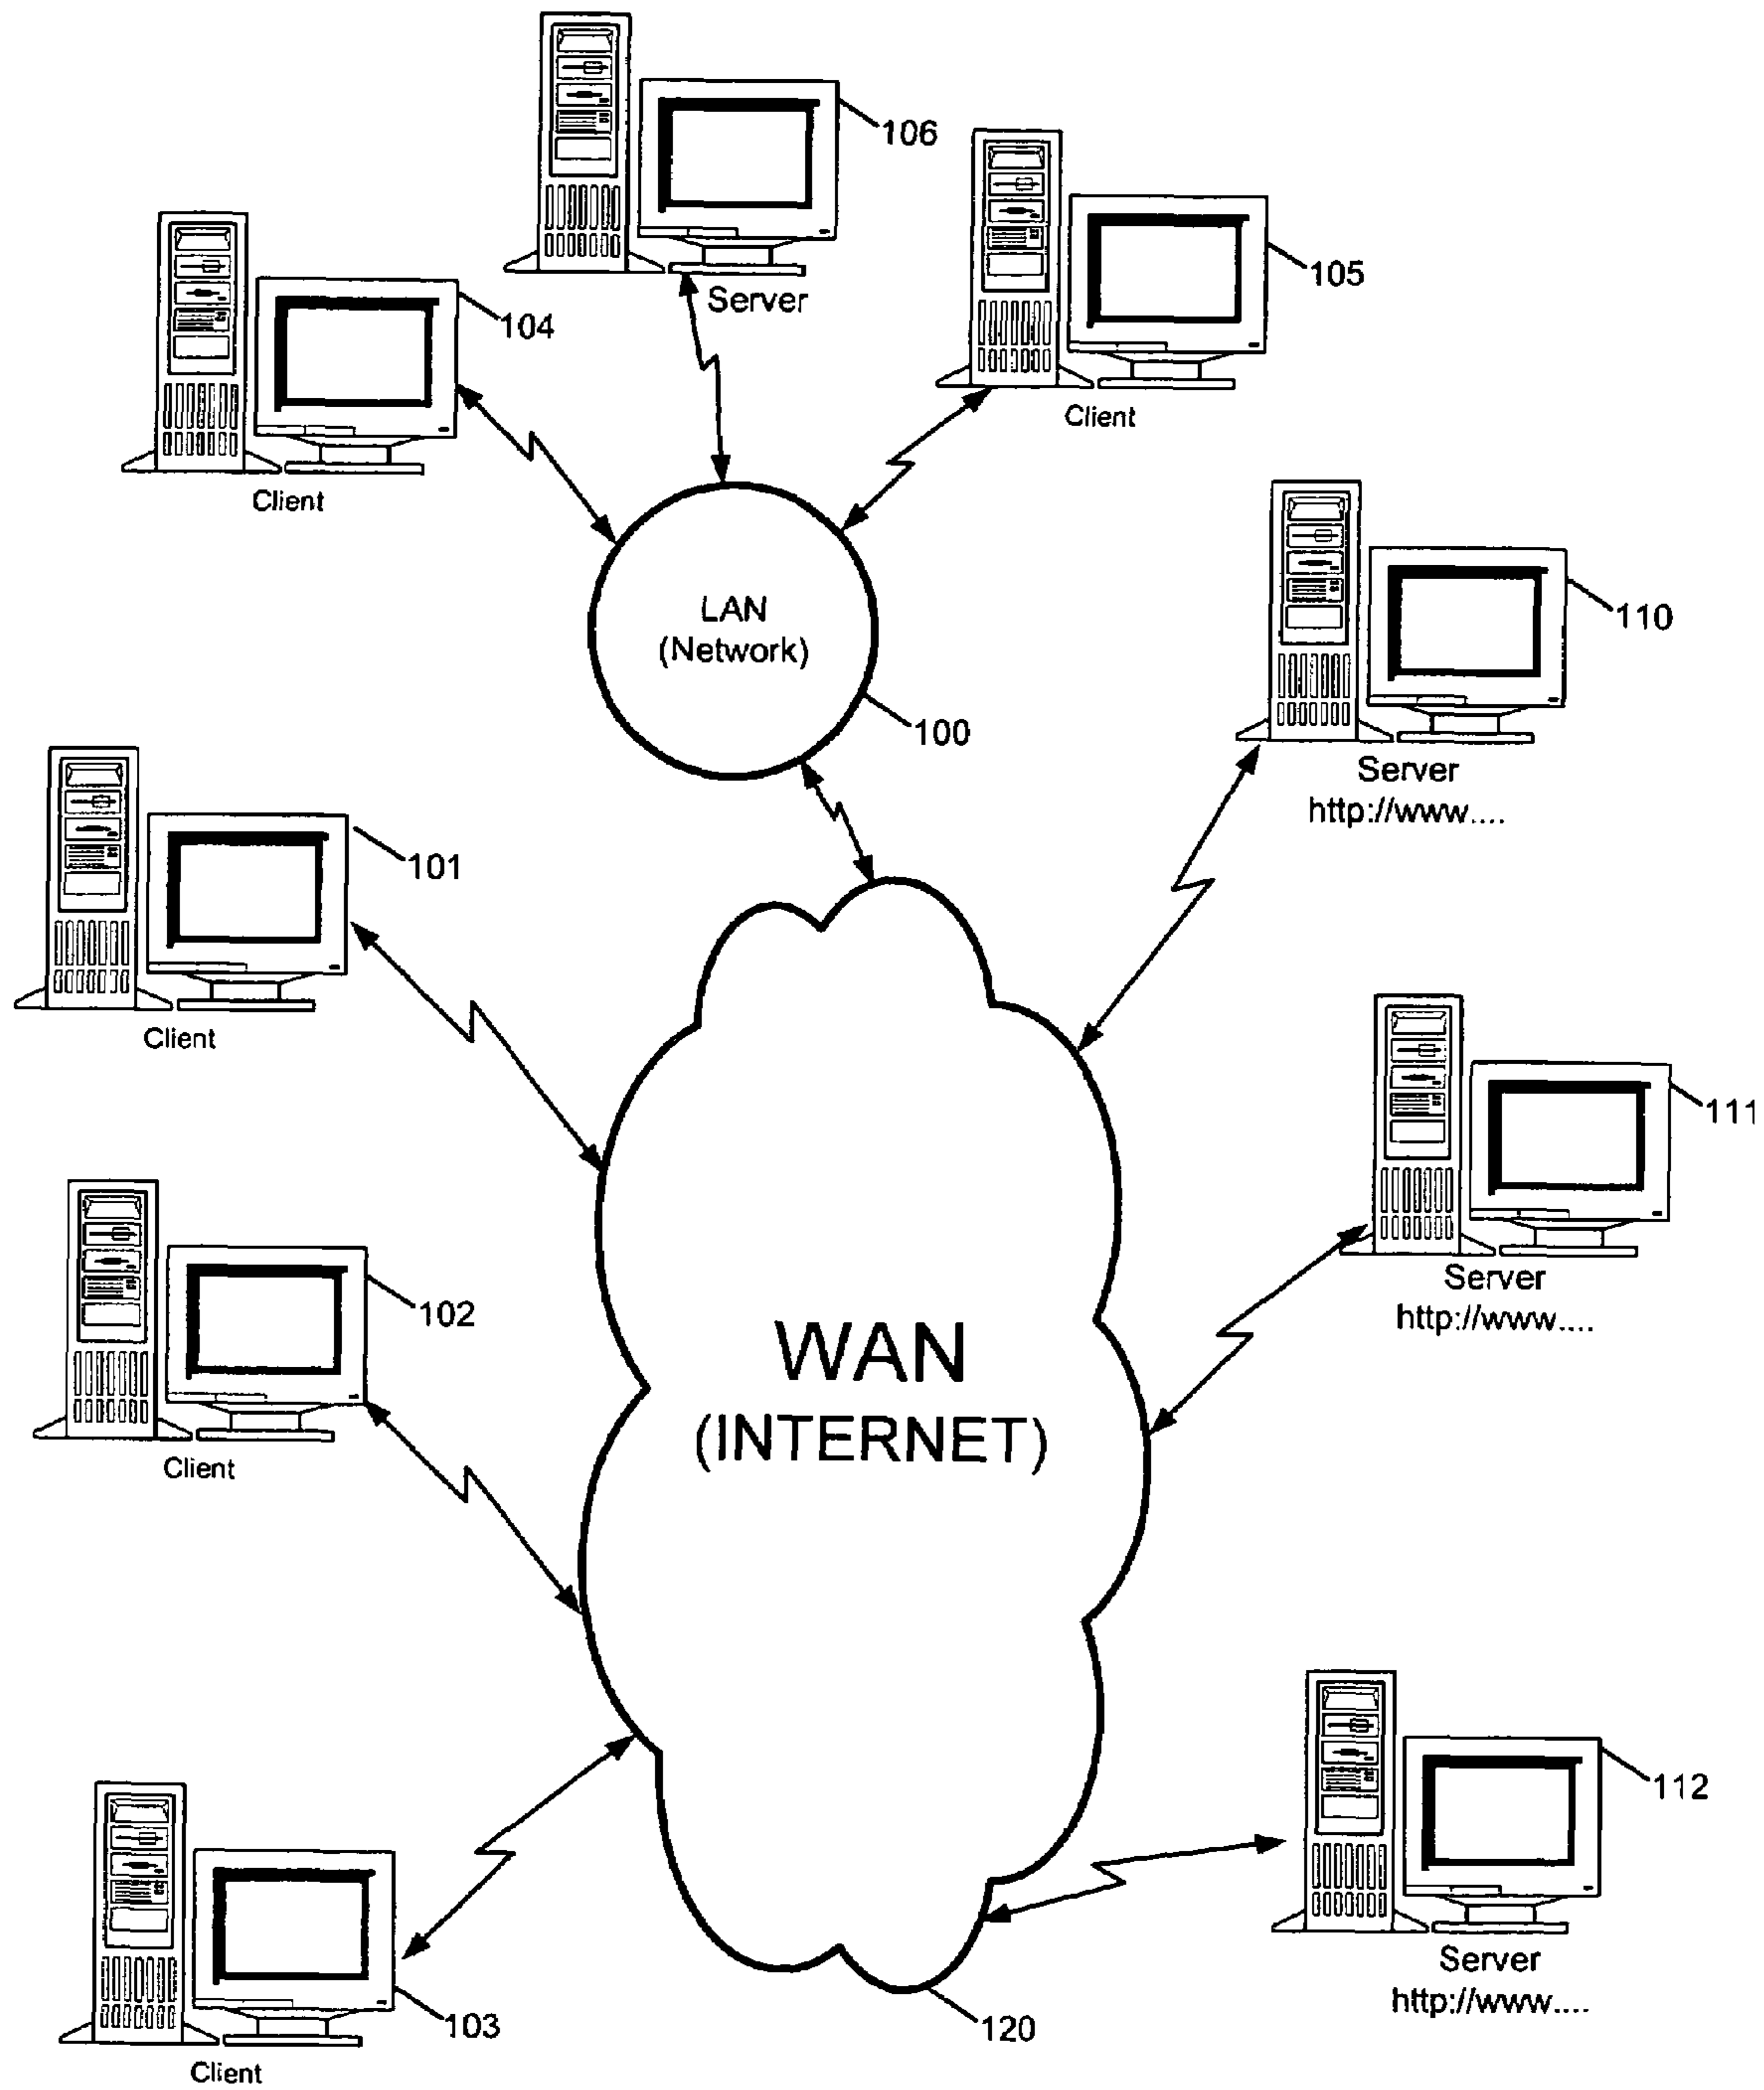 106
Server
105
Client
104
Client
LAN
(Network)
100
110
Server
http://www....
101
Client
111
Server
http://www....
102
Client
WAN
(INTERNET)
112
Server
http://www....
103
Client
120